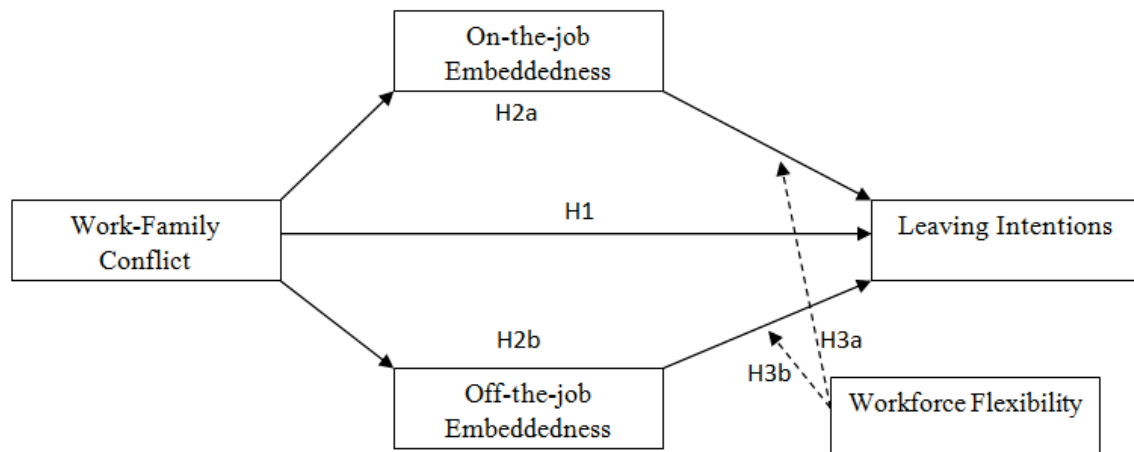 On-the-job
Embeddedness
H2a
H1
Work-Family
Conflict
Leaving Intentions
H2b
H3a
H3b
Off-the-job
Embeddedness
Workforce Flexibility